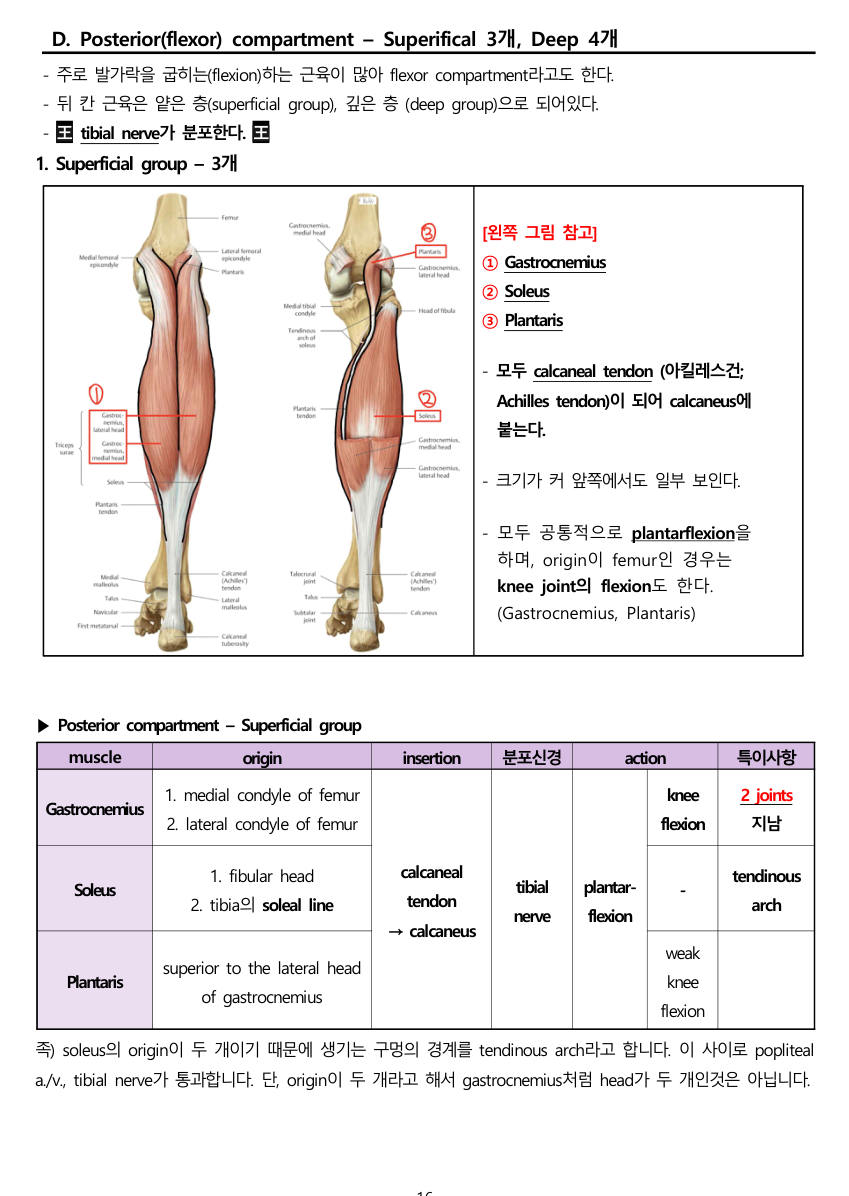 D. Posterior(flexor) compartment – Superifical 3개, Deep 4개
- 주로 발가락을 굽히는(flexion)하는 근육이 많아 flexor compartment라고도 한다.
- 뒤 칸 근육은 얕은 층(superficial group), 깊은 층 (deep group)으로 되어있다.
- 王 tibial nerve가 분포한다. 王
1. Superficial group – 3개
Femur
Medial femoral
epicondyle
Lateral femoral
epicondyle
Plantaris
①
Gastroc-
nemius,
lateral head
Gastroc-
nemius,
medial head
Triceps
surae
Soleus
Plantaris
tendon
Medial
malleolus
Talus
Navicular
First metatarsal
Calcaneal
(Achilles')
tendon
Lateral
malleolus
Calcaneal
tuberosity
Gastrocnemius,
medial head
③
Plantaris
Gastrocnemius,
lateral head
Medial tibial
condyle
Head of fibula
Tendinous
arch of
soleus
②
Plantaris
tendon
Soleus
Gastrocnemius,
medial head
Gastrocnemius,
lateral head
Talocrural
joint
Talus
Subtalar
joint
Calcaneal
(Achilles')
tendon
Calcaneus
[왼쪽 그림 참고]
① Gastrocnemius
② Soleus
③ Plantaris
- 모두 calcaneal tendon (아킬레스건;
Achilles tendon)이 되어 calcaneus에
붙는다.
- 크기가 커 앞쪽에서도 일부 보인다.
- 모두 공통적으로 plantarflexion을
하며, origin이 femur인 경우는
knee joint의 flexion도 한다.
(Gastrocnemius, Plantaris)
▶ Posterior compartment – Superficial group
muscle origin insertion 분포신경 action 특이사항
Gastrocnemius
1. medial condyle of femur
2. lateral condyle of femur
calcaneal
tendon
→ calcaneus
tibial
nerve
plantar-
flexion
knee
flexion
2 joints
지남
Soleus
1. fibular head
2. tibia의 soleal line
-
tendinous
arch
Plantaris
superior to the lateral head
of gastrocnemius
weak
knee
flexion
족) soleus의 origin이 두 개이기 때문에 생기는 구멍의 경계를 tendinous arch라고 합니다. 이 사이로 popliteal
a./v., tibial nerve가 통과합니다. 단, origin이 두 개라고 해서 gastrocnemius처럼 head가 두 개인것은 아닙니다.